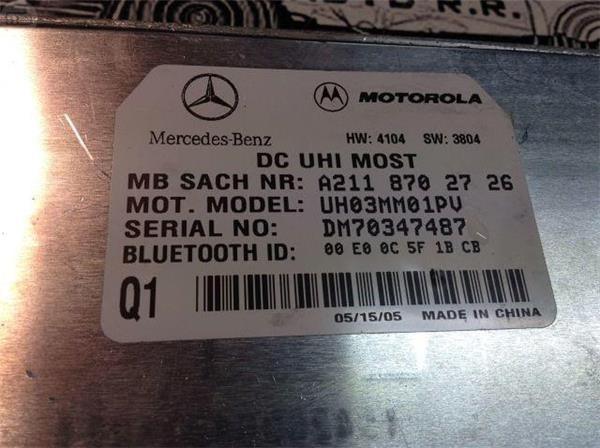 R.R.
MOTOROLA
Mercedes-Benz
HW: 4104 SW: 3804
DC UHI MOST
MB SACH NR: A211 870 27 26
MOT. MODEL: UH03MM01PV
SERIAL NO: DM70347487
BLUETOOTH ID: 00 E0 0C 5F 1B CB
Q1
05/15/05 MADE IN CHINA